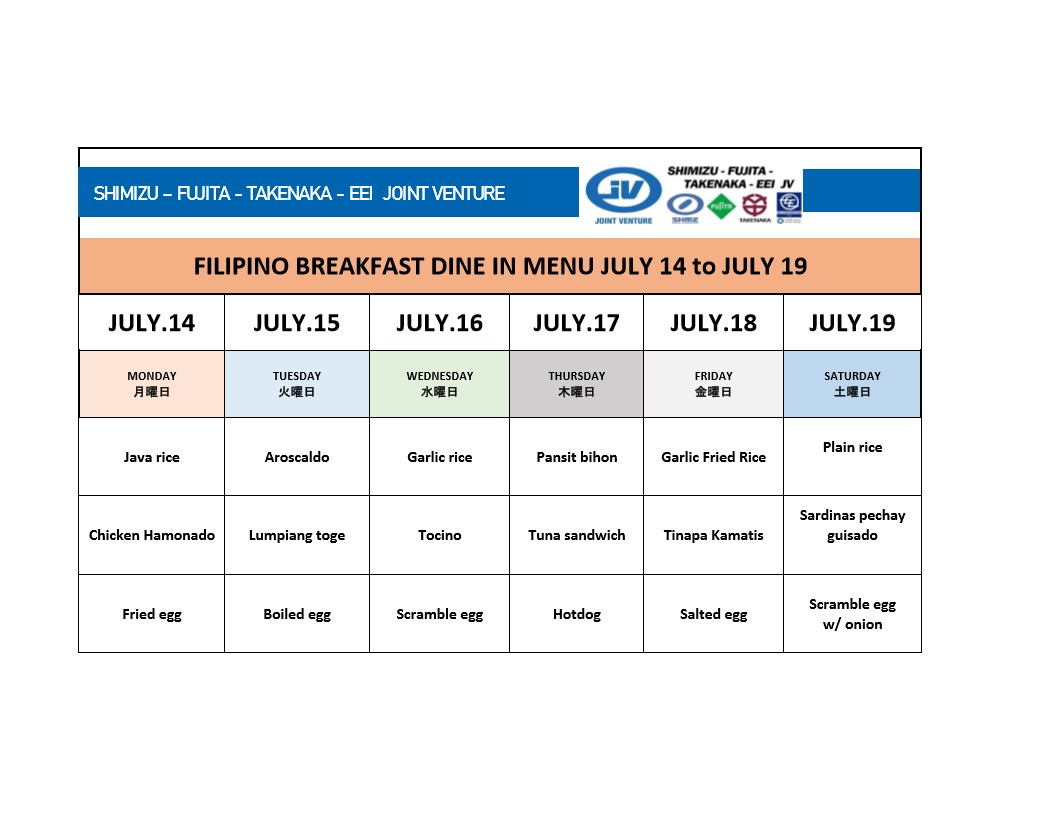 SHIMIZU – FUJITA - TAKENAKA - EEI JOINT VENTURE
JV
JOINT VENTURE
SHIMIZU - FUJITA -
TAKENAKA - EEI JV
SHIMZ
FUJITA
TAKENAKA
FILIPINO BREAKFAST DINE IN MENU JULY 14 to JULY 19
JULY.14 JULY.15 JULY.16 JULY.17 JULY.18 JULY.19
MONDAY TUESDAY WEDNESDAY THURSDAY FRIDAY SATURDAY
月曜日 火曜日 水曜日 木曜日 金曜日 土曜日
Java rice Aroscaldo Garlic rice Pansit bihon Garlic Fried Rice Plain rice
Chicken Hamonado Lumpiang toge Tocino Tuna sandwich Tinapa Kamatis Sardinas pechay
guisado
Fried egg Boiled egg Scramble egg Hotdog Salted egg Scramble egg
w/ onion